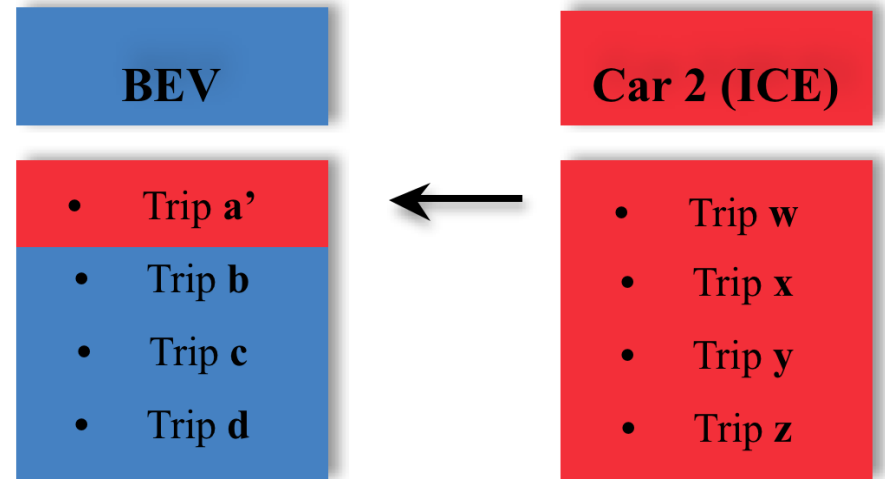 BEV
• Trip a’
• Trip b
• Trip c
• Trip d
Car 2 (ICE)
• Trip w
• Trip x
• Trip y
• Trip z